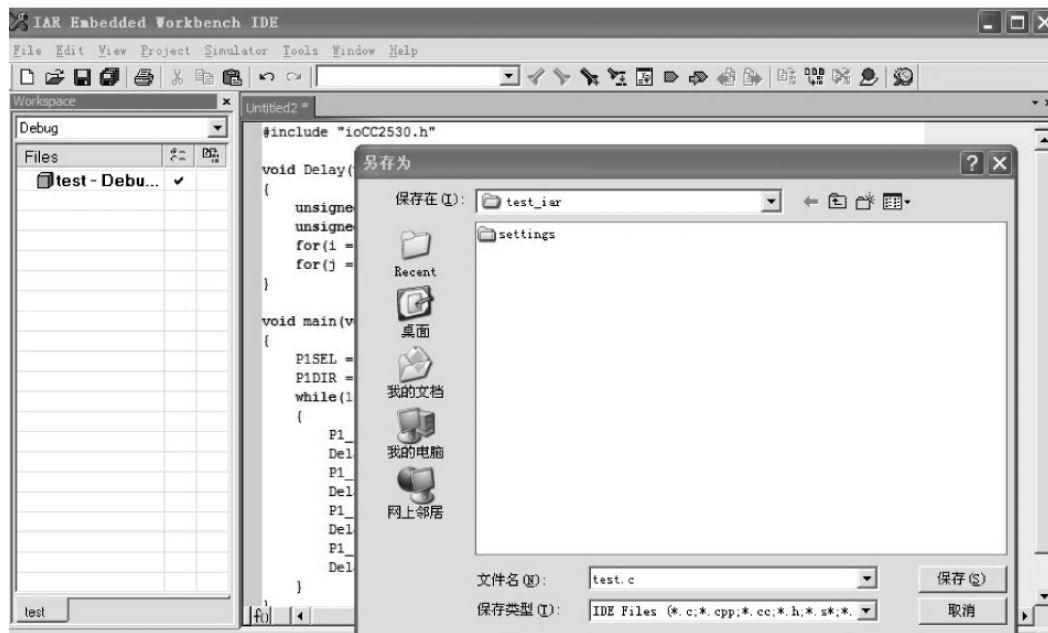 IAR Embedded Workbench IDE
File Edit View Project Simulator Tools Window Help
Workspace
Untitled2 *
Debug
Files
test - Debu...
test
#include "ioCC2530.h"
void Delay(
{
unsigne
unsigne
for(i =
for(j =
}
void main(v
{
P1SEL =
P1DIR =
while(1
{
P1_
Del
P1_
Del
P1_
Del
P1_
Del
}
}
f()
另存为
保存在(I):
test_iar
settings
Recent
桌面
我的文档
我的电脑
网上邻居
文件名(N):
test.c
保存(S)
保存类型(T):
IDE Files (*.c;*.cpp;*.cc;*.h;*.s*;*.
取消